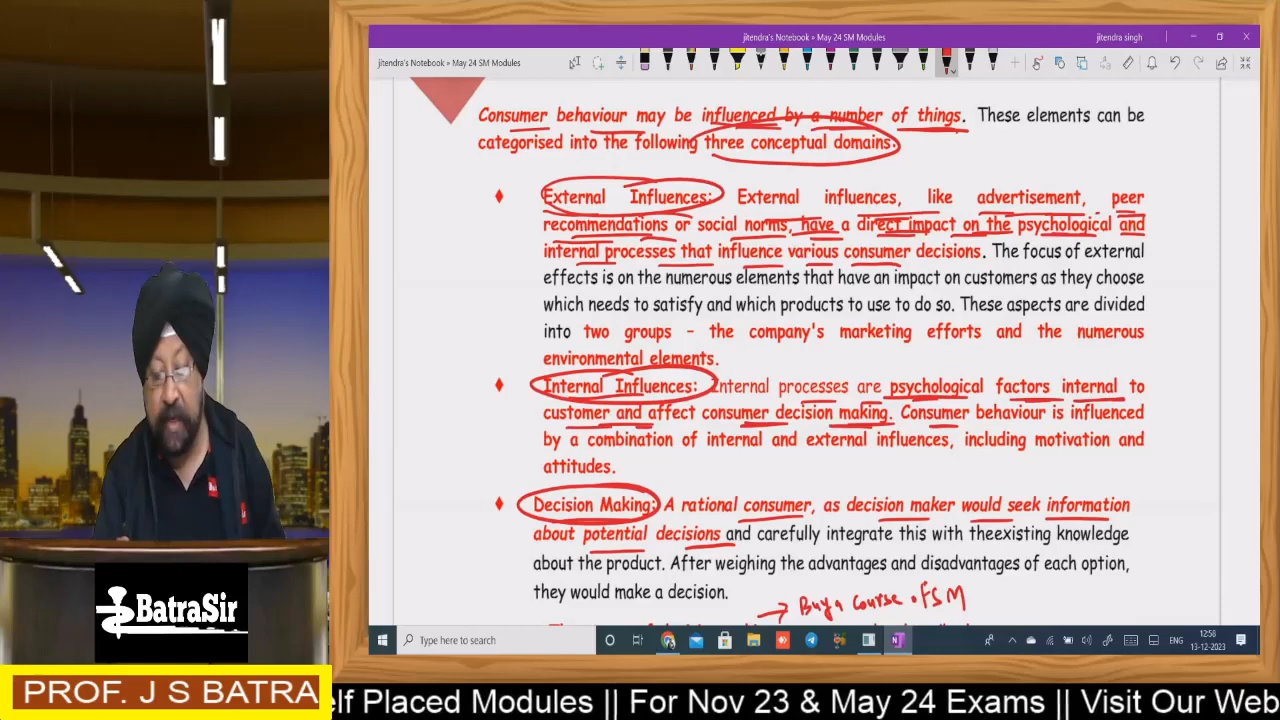 jitendra's Notebook » May 24 SM Modules
jitendra singh
jitendra's Notebook » May 24 SM Modules
Consumer behaviour may be influenced by a number of things. These elements can be
categorised into the following three conceptual domains:
External Influences: External influences, like advertisement, peer
recommendations or social norms, have a direct impact on the psychological and
internal processes that influence various consumer decisions. The focus of external
effects is on the numerous elements that have an impact on customers as they choose
which needs to satisfy and which products to use to do so. These aspects are divided
into two groups – the company's marketing efforts and the numerous
environmental elements.
Internal Influences: Internal processes are psychological factors internal to
customer and affect consumer decision making. Consumer behaviour is influenced
by a combination of internal and external influences, including motivation and
attitudes.
Decision Making: A rational consumer, as decision maker would seek information
about potential decisions and carefully integrate this with theexisting knowledge
about the product. After weighing the advantages and disadvantages of each option,
they would make a decision.
→ Buy a Course of SM
Type here to search
ENG
12:58
13-12-2023
BatraSir
PROF. J S BATRA
elf Placed Modules || For Nov 23 & May 24 Exams || Visit Our Web